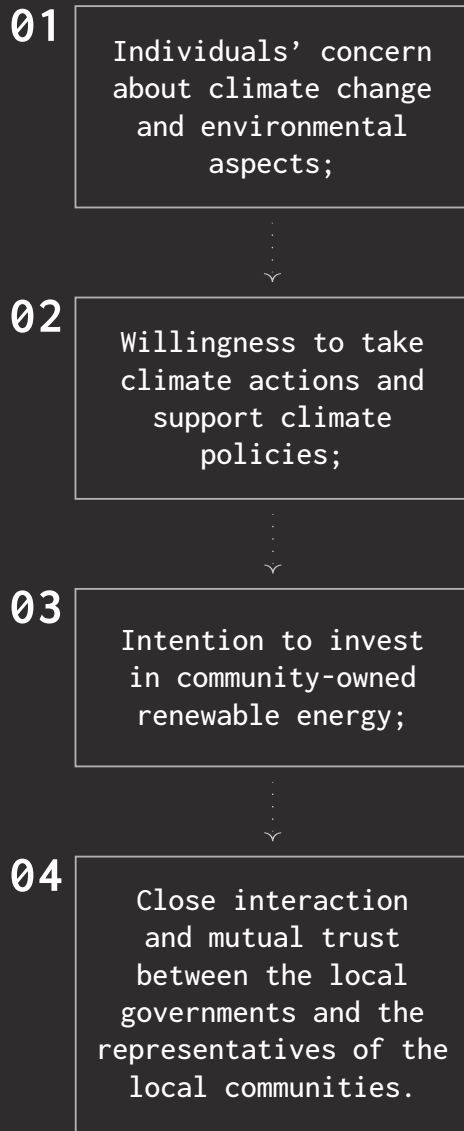 01
Individuals’ concern
about climate change
and environmental
aspects;
02
Willingness to take
climate actions and
support climate
policies;
03
Intention to invest
in community-owned
renewable energy;
04
Close interaction
and mutual trust
between the local
governments and the
representatives of the
local communities.